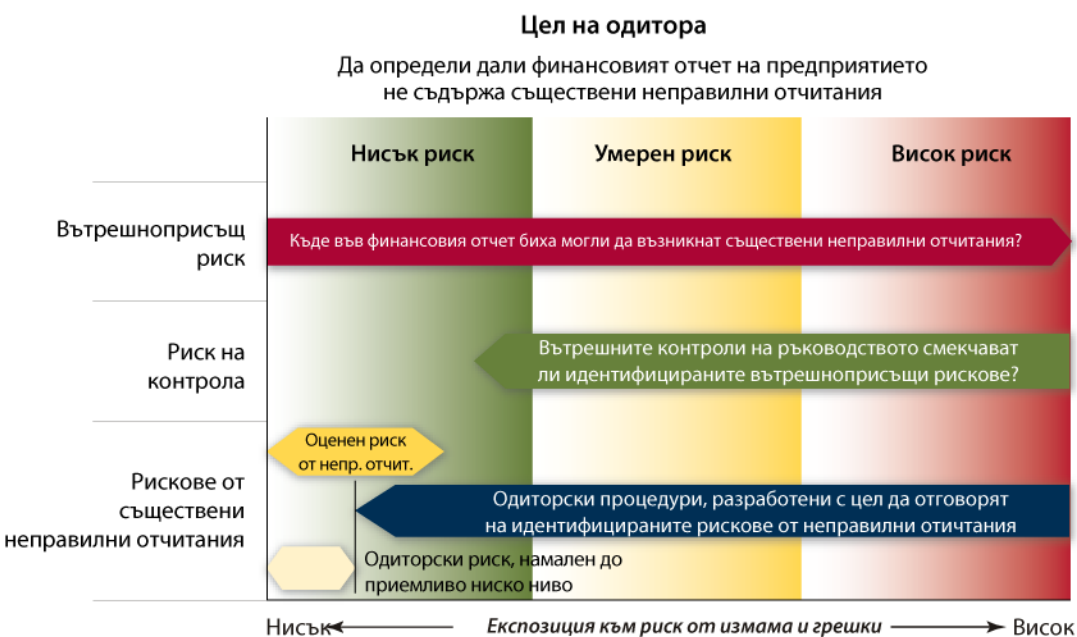 Цел на одитора
Да определи дали финансовият отчет на предприятието
не съдържа съществени неправилни отчитания
Нисък риск
Умерен риск
Висок риск
Вътрешноприсъщ
риск
Къде във финансовия отчет биха могли да възникнат съществени неправилни отчитания?
Риск на
контрола
Вътрешните контроли на ръководството смекчават
ли идентифицираните вътрешноприсъщи рискове?
Рискове от
съществени
неправилни отчитания
Оценен риск
от непр. отчит.
Одиторски процедури, разработени с цел да отговорят
на идентифицираните рискове от неправилни отичтания
Одиторски риск, намален до
приемливо ниско ниво
Нисък
Експозиция към риск от измама и грешки
Висок